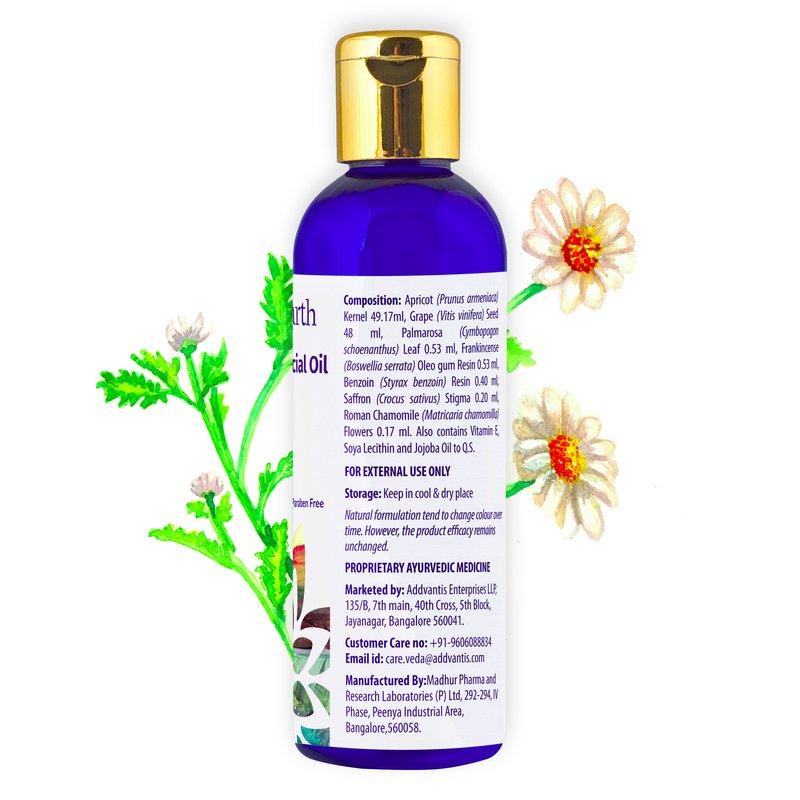 arth
cial Oil
Paraben Free
Composition: Apricot (Prunus armeniaca)
Kernel 49.17ml, Grape (Vitis vinifera) Seed
48 ml, Palmarosa (Cymbopogon
schoenanthus) Leaf 0.53 ml, Frankincense
(Boswellia serrata) Oleo gum Resin 0.53 ml,
Benzoin (Styrax benzoin) Resin 0.40 ml,
Saffron (Crocus sativus) Stigma 0.20 ml,
Roman Chamomile (Matricaria chamomilla)
Flowers 0.17 ml. Also contains Vitamin E,
Soya Lecithin and Jojoba Oil to Q.S.
FOR EXTERNAL USE ONLY
Storage: Keep in cool & dry place
Natural formulation tend to change colour over
time. However, the product efficacy remains
unchanged.
PROPRIETARY AYURVEDIC MEDICINE
Marketed by: Addvantis Enterprises LLP,
135/B, 7th main, 40th Cross, 5th Block,
Jayanagar, Bangalore 560041.
Customer Care no: +91-9606088834
Email id: care.veda@addvantis.com
Manufactured By:Madhur Pharma and
Research Laboratories (P) Ltd, 292-294, IV
Phase, Peenya Industrial Area,
Bangalore,560058.